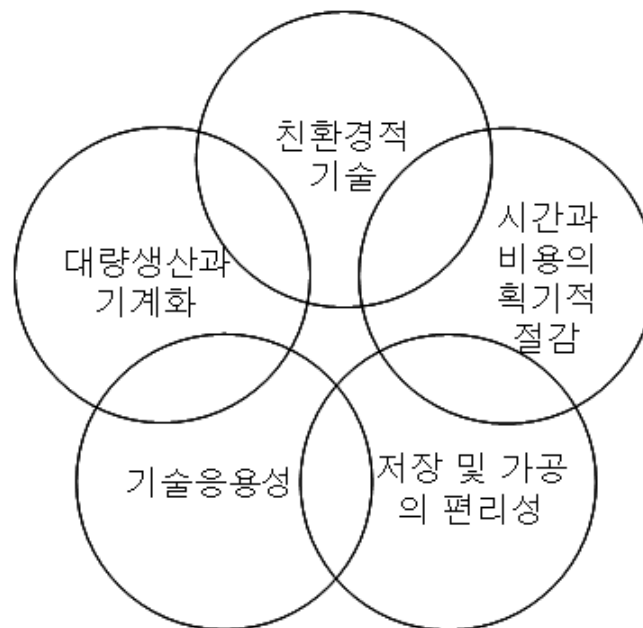 친환경적
기술
시간과
비용의
획기적
절감
대량생산과
기계화
기술응용성
저장 및 가공
의 편리성